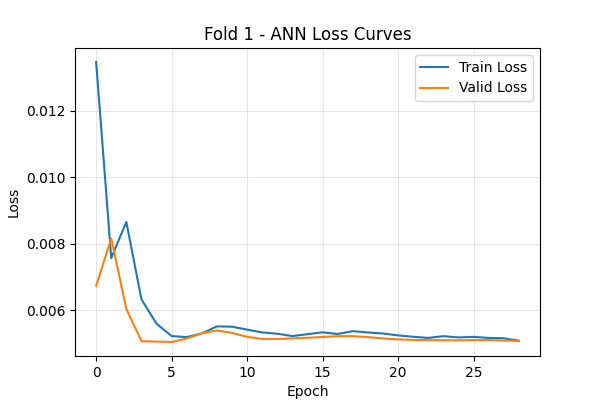 Fold 1 - ANN Loss Curves
Train Loss
Valid Loss
0.012
0.010
0.008
0.006
Loss
0 5 10 15 20 25
Epoch